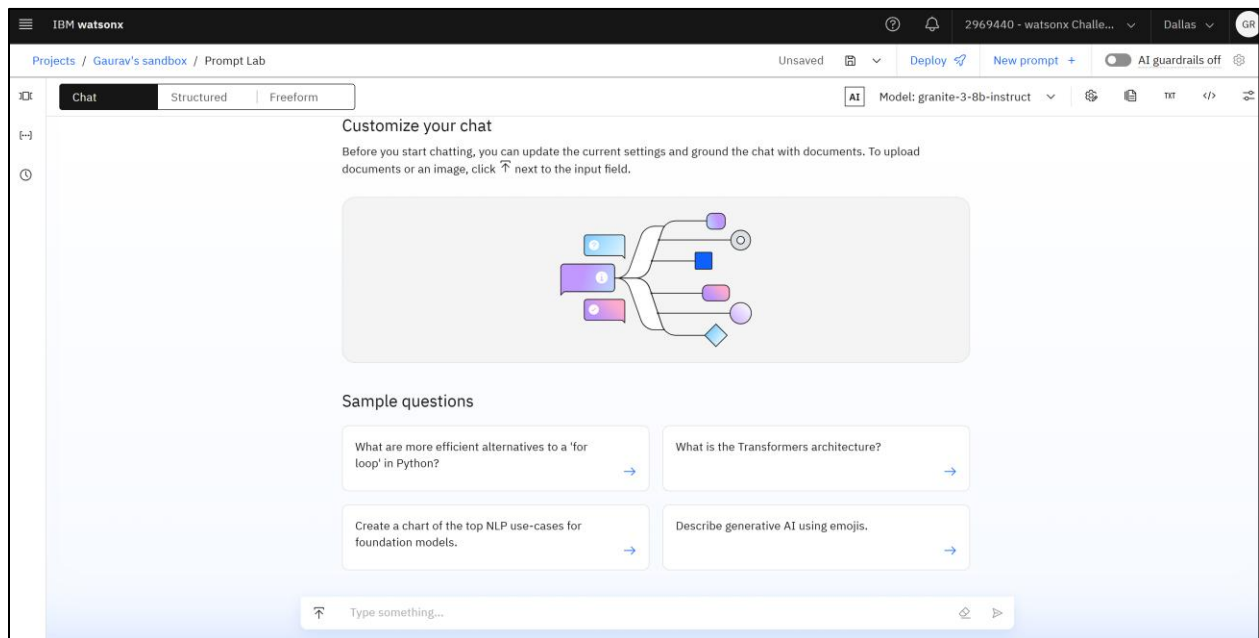 IBM watsonx
2969440 - watsonx Challe...
Dallas
GR
Projects / Gaurav's sandbox / Prompt Lab
Unsaved
Deploy
New prompt +
AI guardrails off
Chat
Structured
Freeform
AI
Model: granite-3-8b-instruct
TXT
</>
Customize your chat
Before you start chatting, you can update the current settings and ground the chat with documents. To upload
documents or an image, click next to the input field.
Sample questions
What are more efficient alternatives to a 'for
loop' in Python?
What is the Transformers architecture?
Create a chart of the top NLP use-cases for
foundation models.
Describe generative AI using emojis.
Type something...